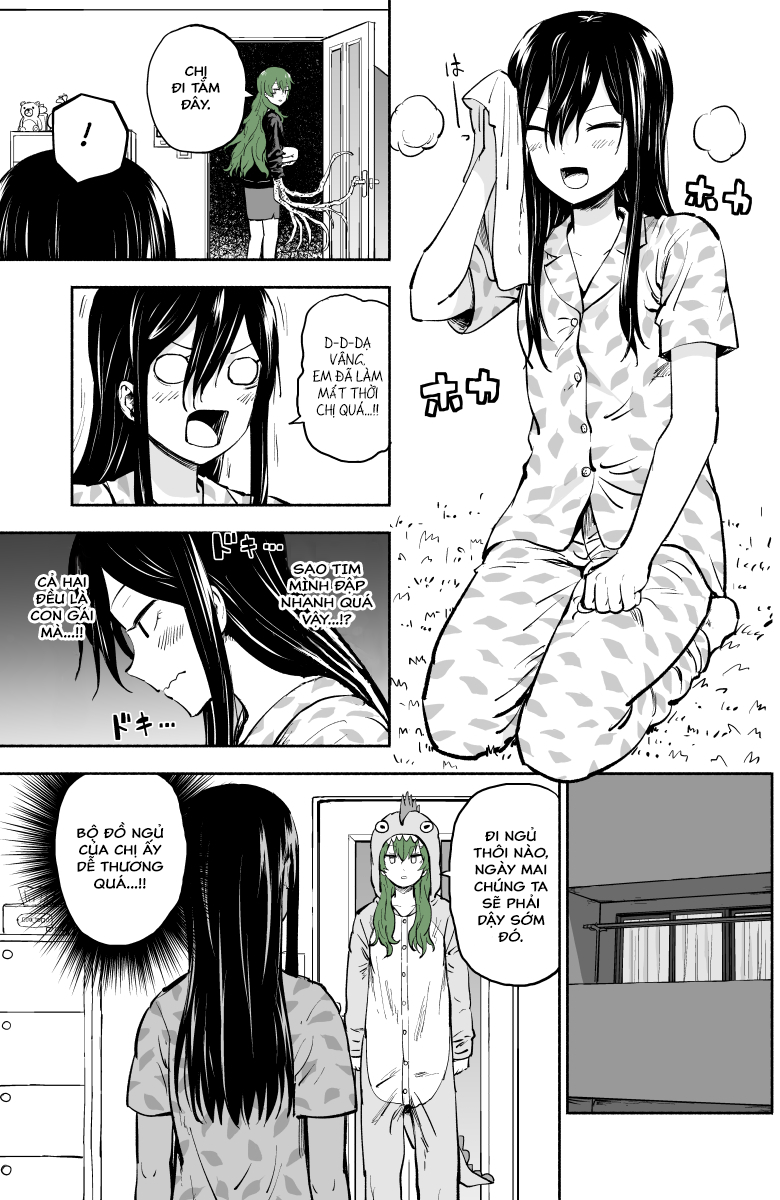 はーっ
ホカ
ホカ
CHỊ
ĐI TẮM
ĐÂY.
!
D-D-DẠ
VÂNG.
EM ĐÃ LÀM
MẤT THỜI
CHỊ QUÁ...!!
ドキ...
SAO TIM
MÌNH ĐẬP
NHANH QUÁ
VẬY...!?
CẢ HAI
ĐỀU LÀ
CON GÁI
MÀ...!!
ドキ...
ĐI NGỦ
THÔI NÀO,
NGÀY MAI
CHÚNG TA
SẼ PHẢI
DẬY SỚM
ĐÓ.
BỘ ĐỒ NGỦ
CỦA CHỊ ẤY
DỄ THƯƠNG
QUÁ...!!